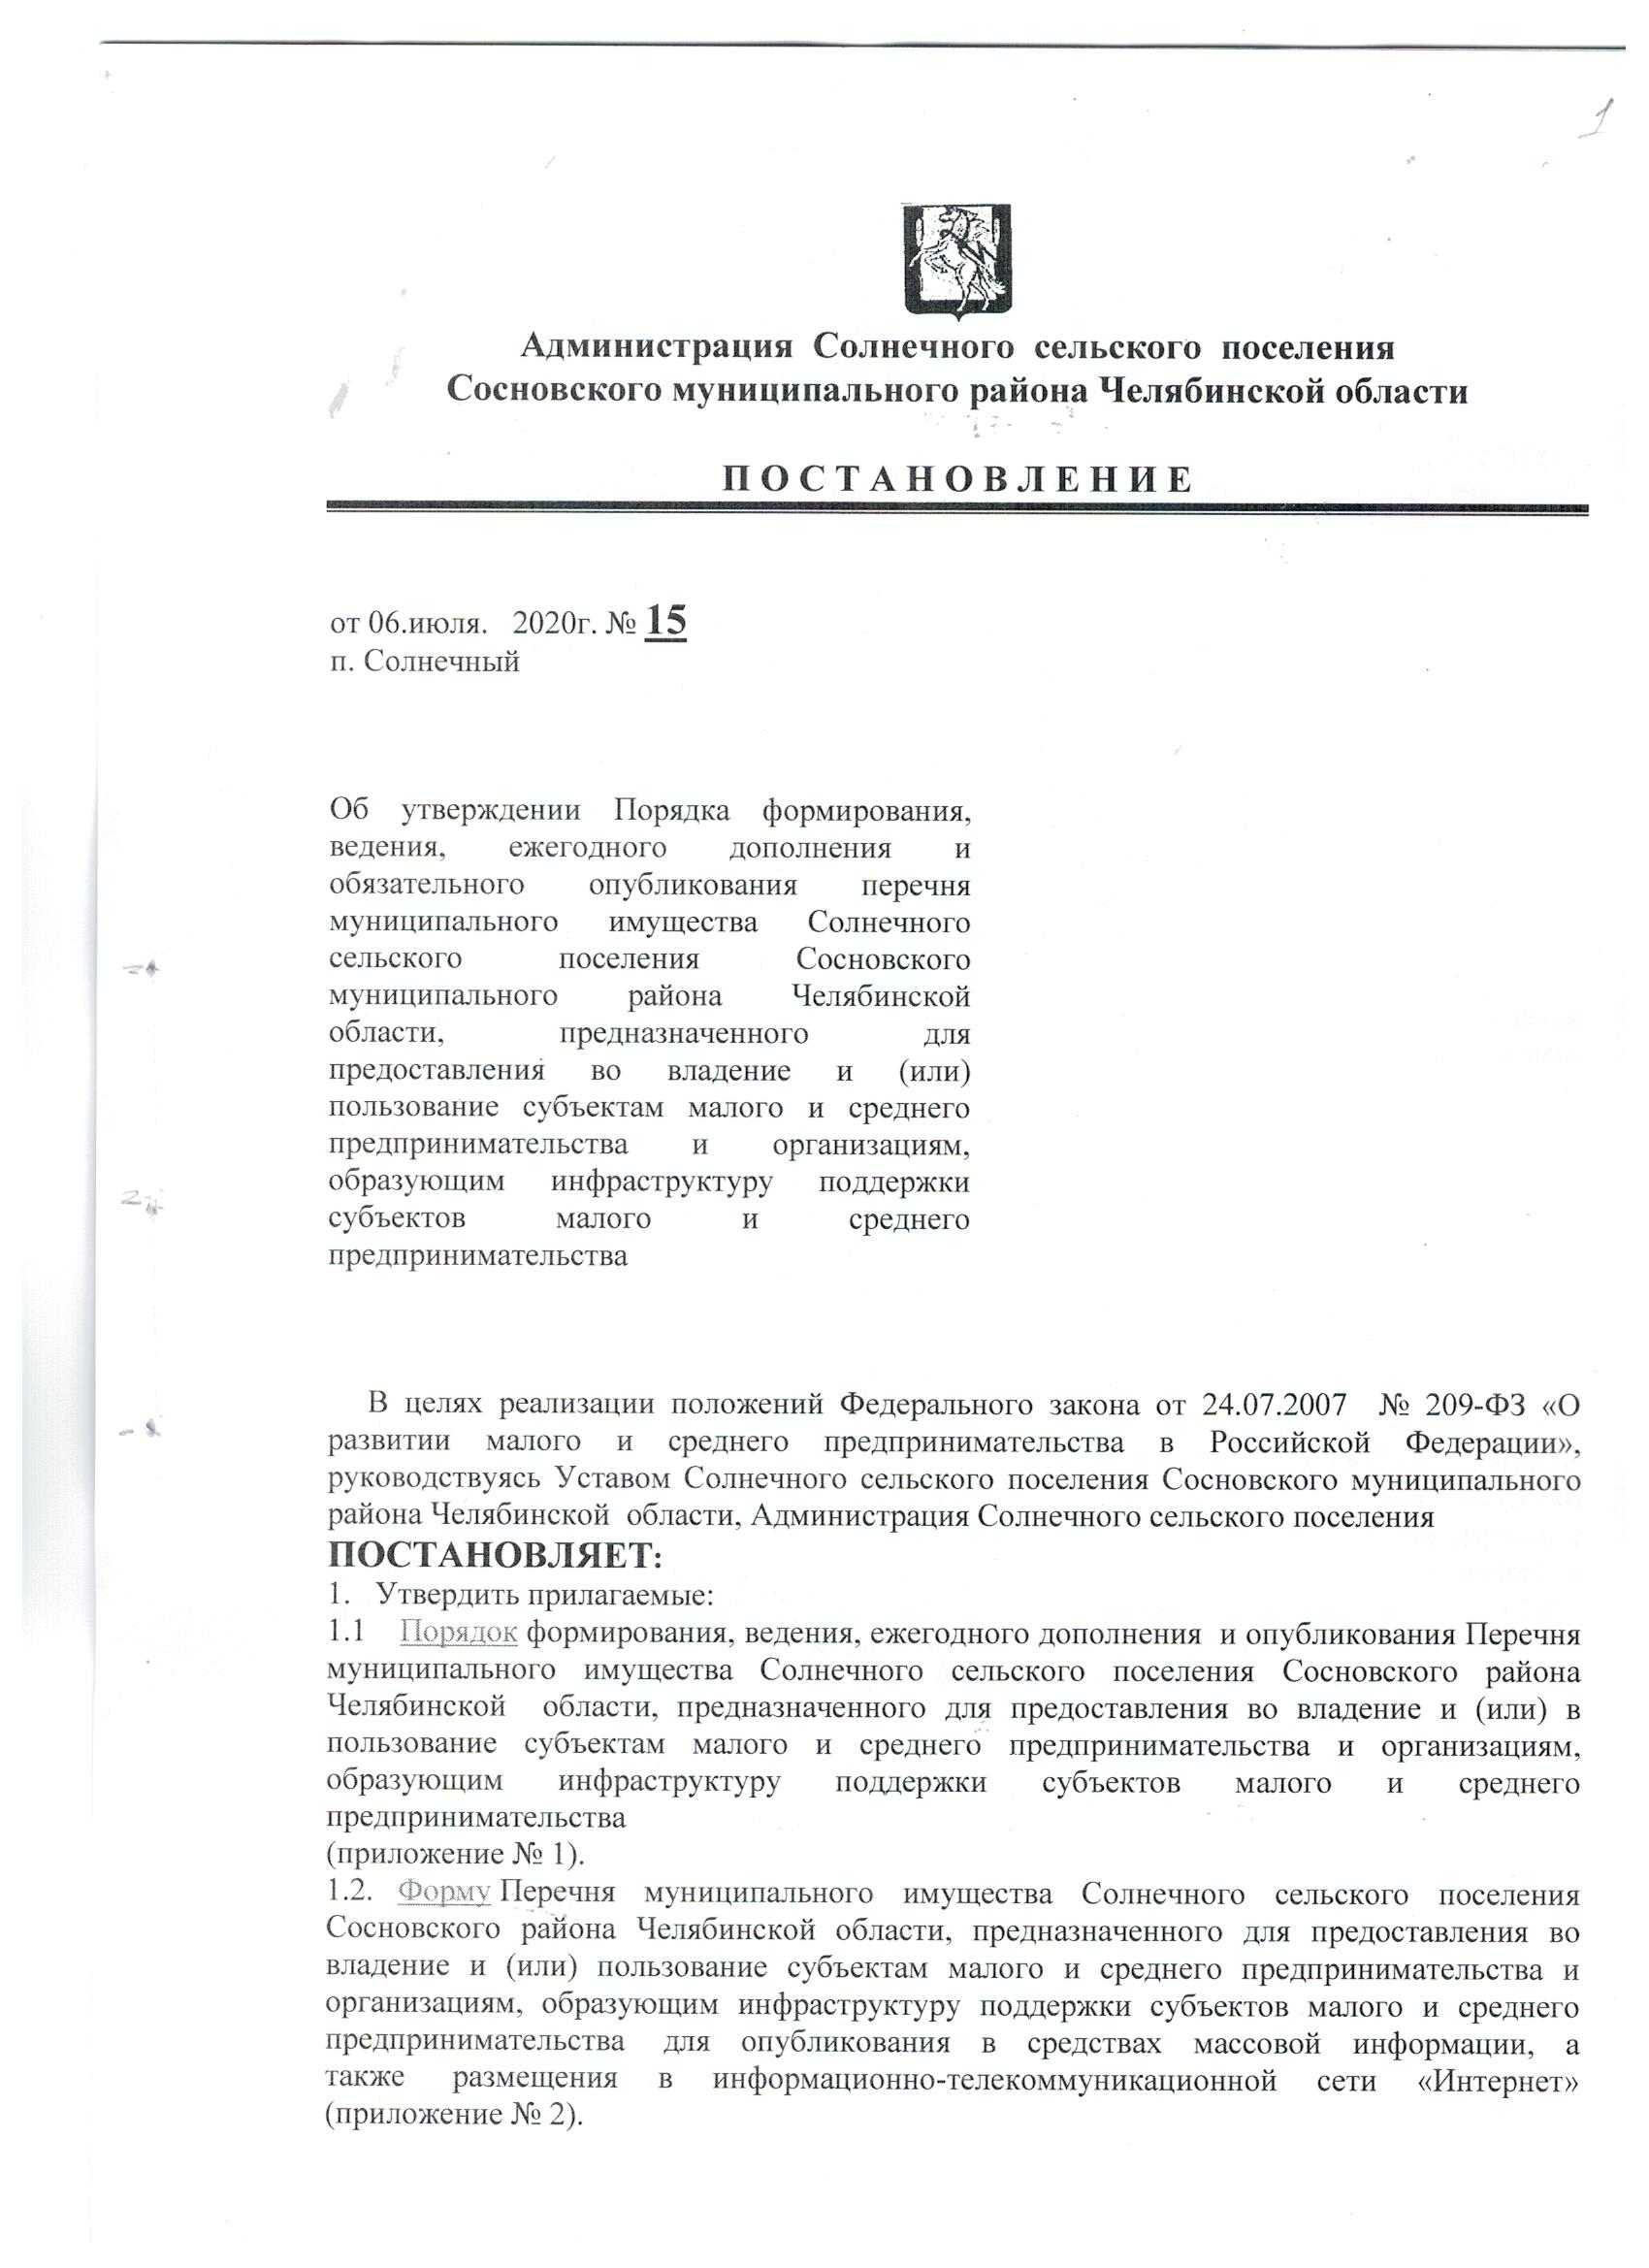 1
Администрация Солнечного сельского поселения
Сосновского муниципального района Челябинской области
П О С Т А Н О В Л Е Н И Е
от 06.июля. 2020г. № 15
п. Солнечный
Об утверждении Порядка формирования,
ведения, ежегодного дополнения и
обязательного опубликования перечня
муниципального имущества Солнечного
сельского поселения Сосновского
муниципального района Челябинской
области, предназначенного для
предоставления во владение и (или)
пользование субъектам малого и среднего
предпринимательства и организациям,
образующим инфраструктуру поддержки
субъектов малого и среднего
предпринимательства
В целях реализации положений Федерального закона от 24.07.2007 № 209-ФЗ «О
развитии малого и среднего предпринимательства в Российской Федерации»,
руководствуясь Уставом Солнечного сельского поселения Сосновского муниципального
района Челябинской области, Администрация Солнечного сельского поселения
ПОСТАНОВЛЯЕТ:
1. Утвердить прилагаемые:
1.1 Порядок формирования, ведения, ежегодного дополнения и опубликования Перечня
муниципального имущества Солнечного сельского поселения Сосновского района
Челябинской области, предназначенного для предоставления во владение и (или) в
пользование субъектам малого и среднего предпринимательства и организациям,
образующим инфраструктуру поддержки субъектов малого и среднего
предпринимательства
(приложение № 1).
1.2. Форму Перечня муниципального имущества Солнечного сельского поселения
Сосновского района Челябинской области, предназначенного для предоставления во
владение и (или) пользование субъектам малого и среднего предпринимательства и
организациям, образующим инфраструктуру поддержки субъектов малого и среднего
предпринимательства для опубликования в средствах массовой информации, а
также размещения в информационно-телекоммуникационной сети «Интернет»
(приложение № 2).